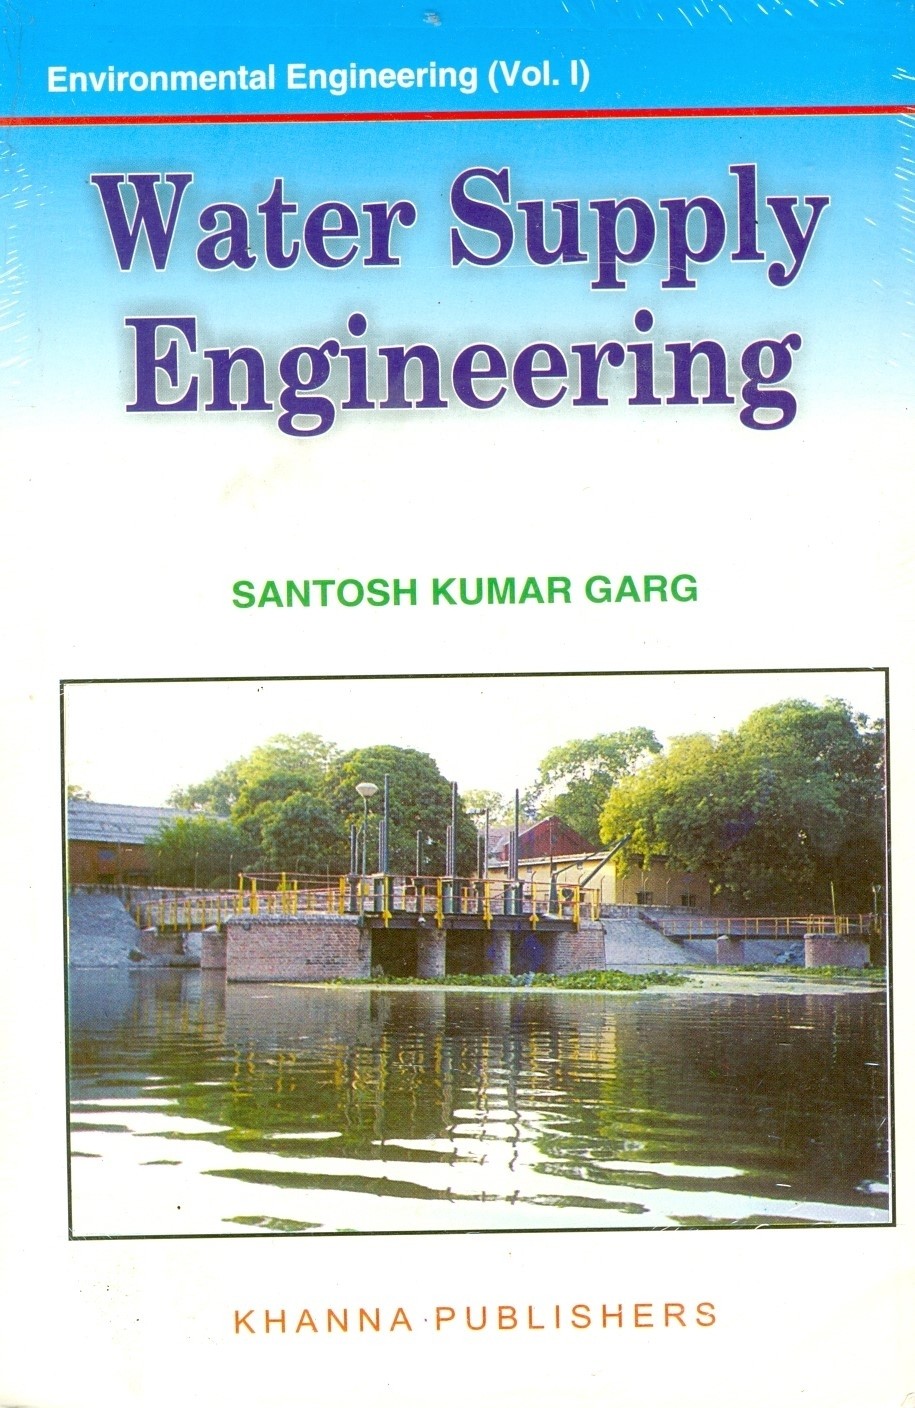 Environmental Engineering (Vol. I)
Water Supply
Engineering
SANTOSH KUMAR GARG
KHANNA PUBLISHERS